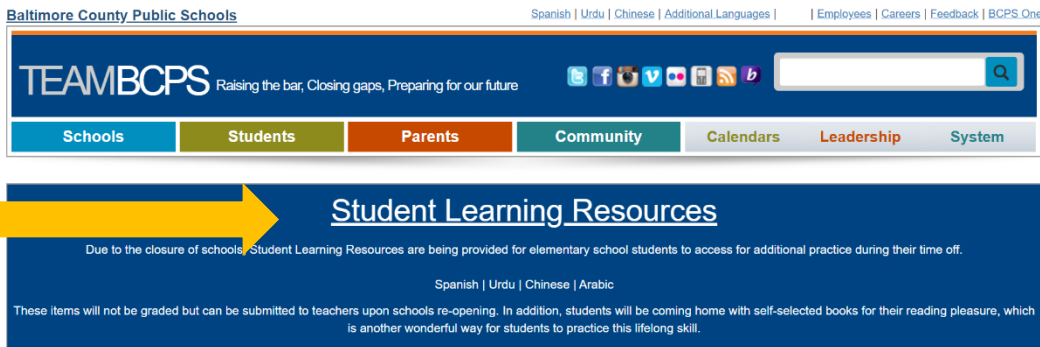 Baltimore County Public Schools
Spanish | Urdu | Chinese | Additional Languages | | Employees | Careers | Feedback | BCPS One
TEAMBCPS Raising the bar, Closing gaps, Preparing for our future
Schools Students Parents Community Calendars Leadership System
Student Learning Resources
Due to the closure of schools, Student Learning Resources are being provided for elementary school students to access for additional practice during their time off.
Spanish | Urdu | Chinese | Arabic
These items will not be graded but can be submitted to teachers upon schools re-opening. In addition, students will be coming home with self-selected books for their reading pleasure, which
is another wonderful way for students to practice this lifelong skill.